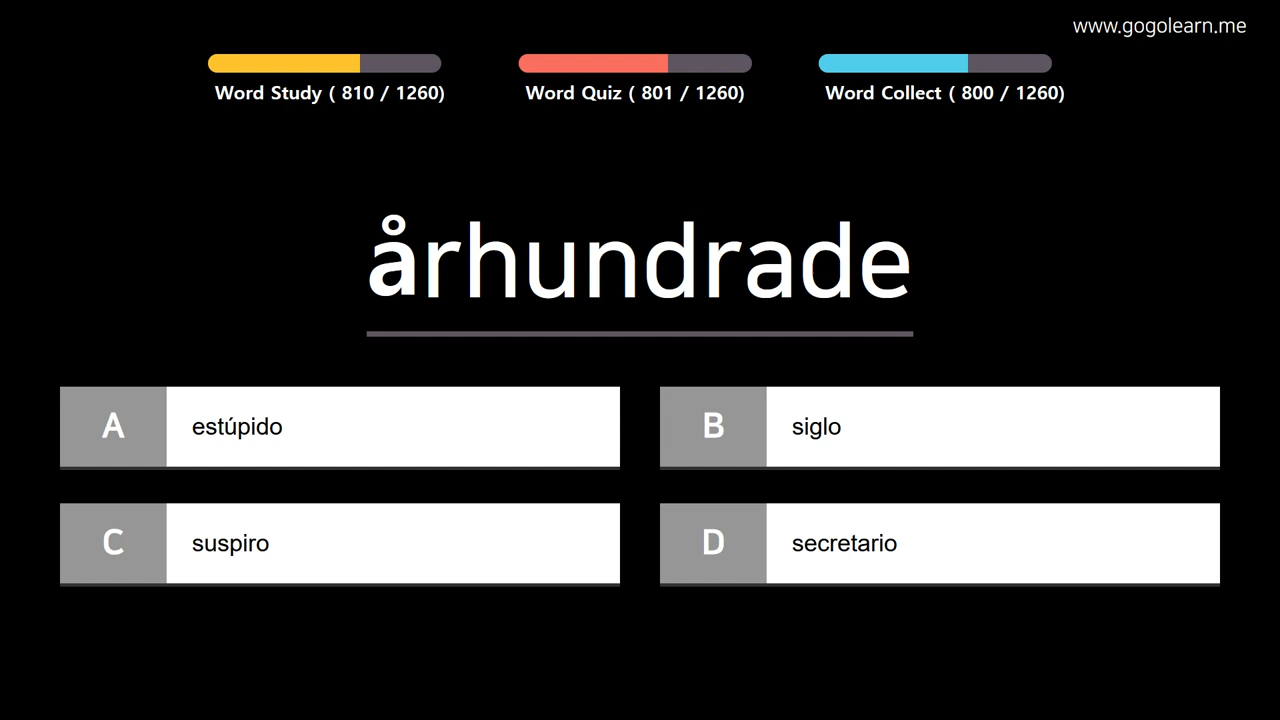 www.gogolearn.me
Word Study ( 810 / 1260)
Word Quiz ( 801 / 1260)
Word Collect ( 800 / 1260)
århundrade
A estúpido
B siglo
C suspiro
D secretario